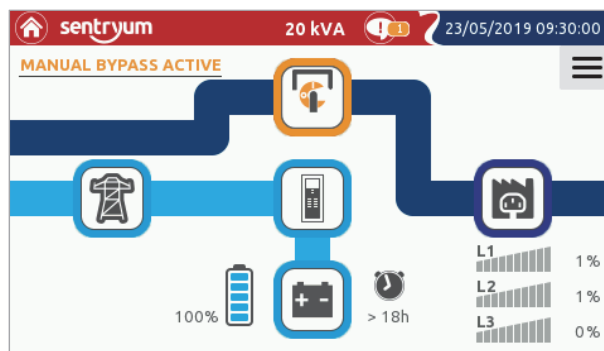 sentryum 20 kVA 1 23/05/2019 09:30:00
MANUAL BYPASS ACTIVE
L1 1%
L2 1%
L3 0%
100%
> 18h